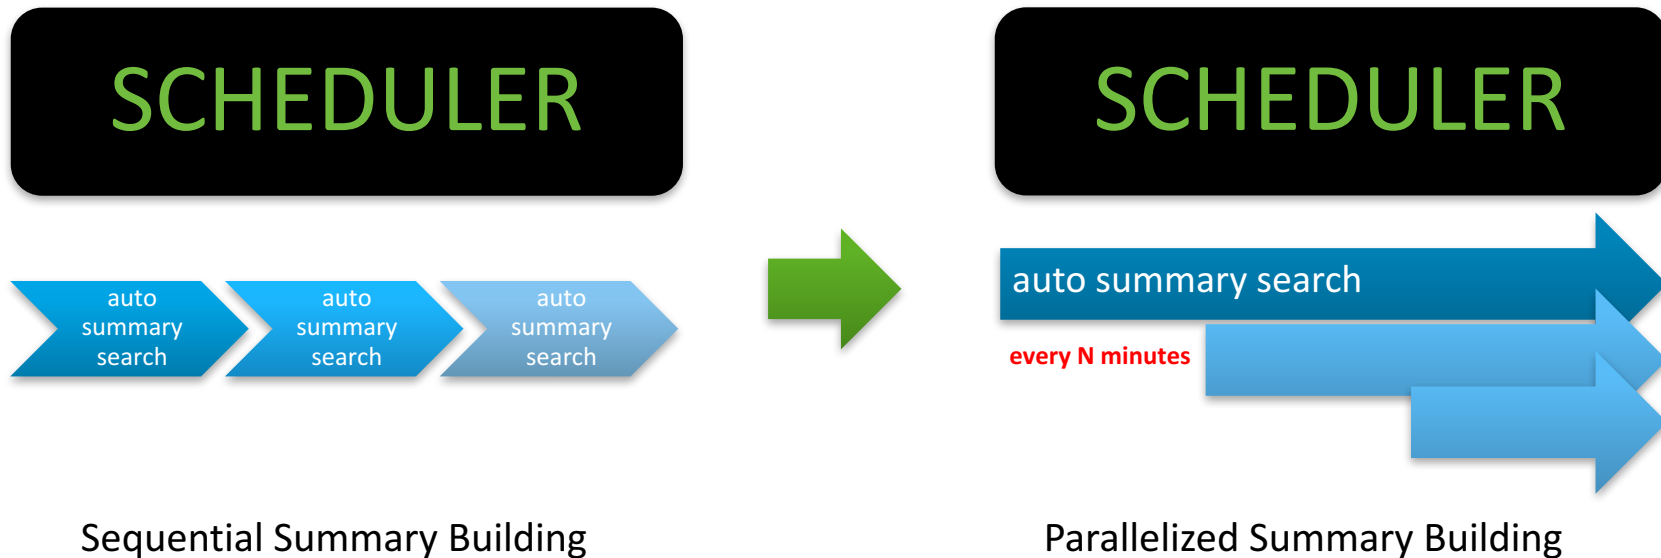 SCHEDULER
auto
summary
search
auto
summary
search
auto
summary
search
Sequential Summary Building
SCHEDULER
auto summary search
every N minutes
Parallelized Summary Building